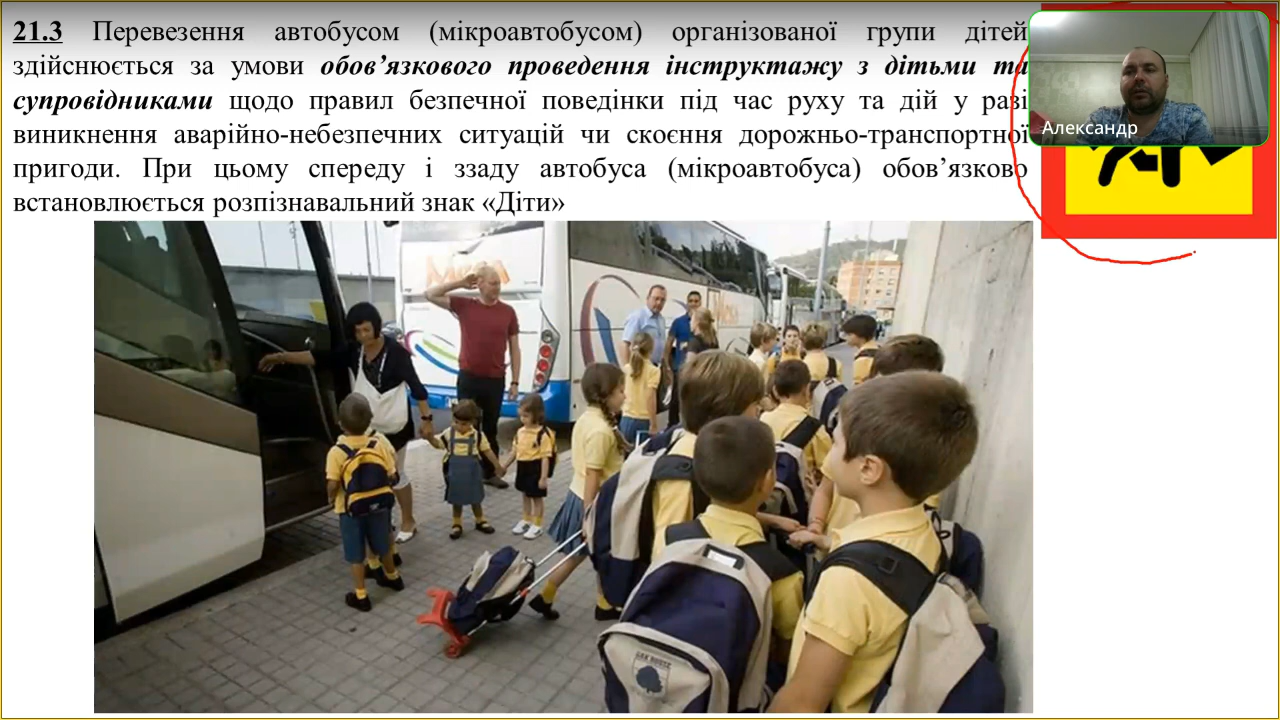 21.3 Перевезення автобусом (мікроавтобусом) організованої групи дітей
здійснюється за умови обов’язкового проведення інструктажу з дітьми та
супровідниками щодо правил безпечної поведінки під час руху та дій у разі
виникнення аварійно-небезпечних ситуацій чи скоєння дорожньо-транспортної
пригоди. При цьому спереду і ззаду автобуса (мікроавтобуса) обов’язково
встановлюється розпізнавальний знак «Діти»
Александр